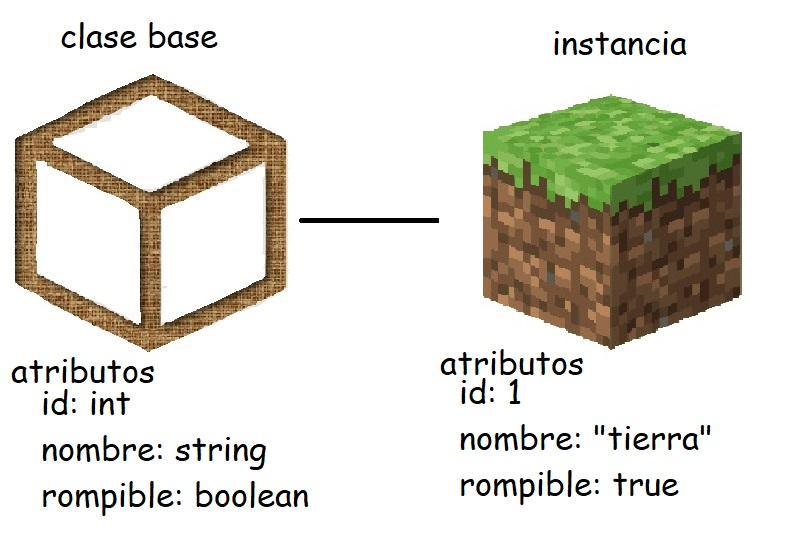 clase base
atributos
id: int
nombre: string
rompible: boolean
instancia
atributos
id: 1
nombre: "tierra"
rompible: true